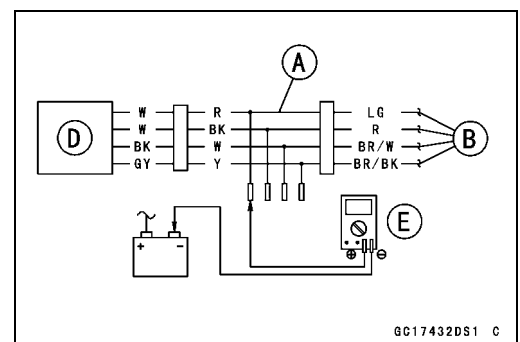 A
W R LG
D W BK R B
BK W BR/W
GY Y BR/BK
E
+ -
⊕ ⊖
GC17432DS1 C